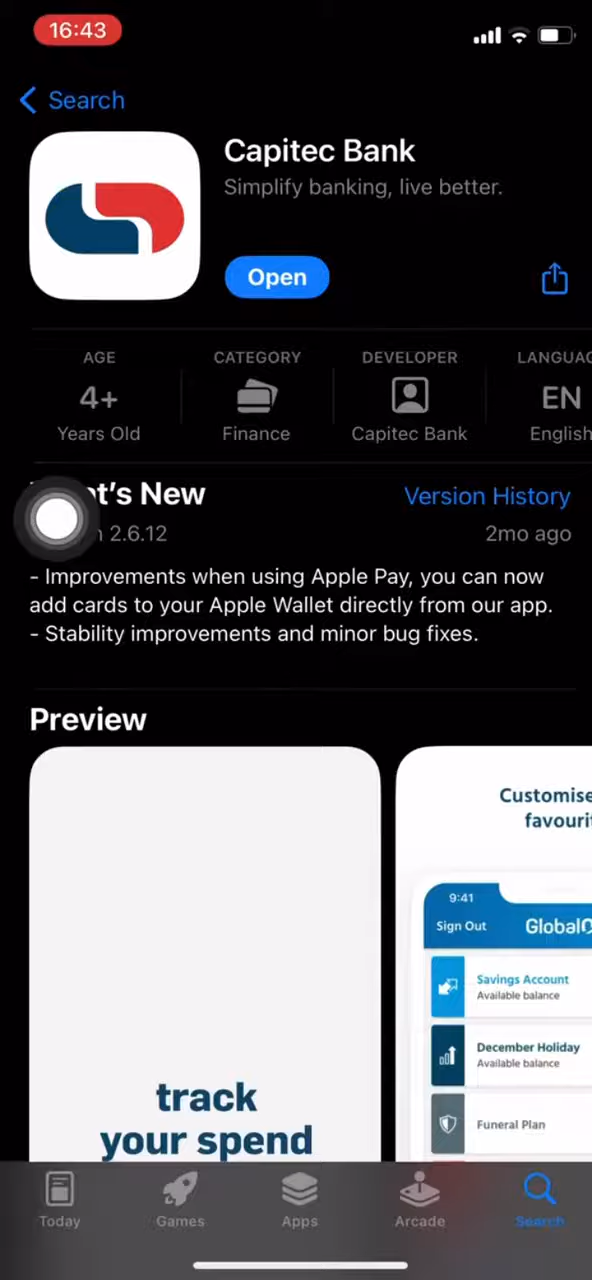 16:43
Search
Capitec Bank
Simplify banking, live better.
Open
AGE
CATEGORY
DEVELOPER
LANGUAG
4+
EN
Years Old
Finance
Capitec Bank
English
t's New
Version History
2.6.12
2mo ago
- Improvements when using Apple Pay, you can now
add cards to your Apple Wallet directly from our app.
- Stability improvements and minor bug fixes.
Preview
Customise
favourit
9:41
Sign Out
GlobalO
Savings Account
Available balance
December Holiday
Available balance
Funeral Plan
track
your spend
Today
Games
Apps
Arcade
Search